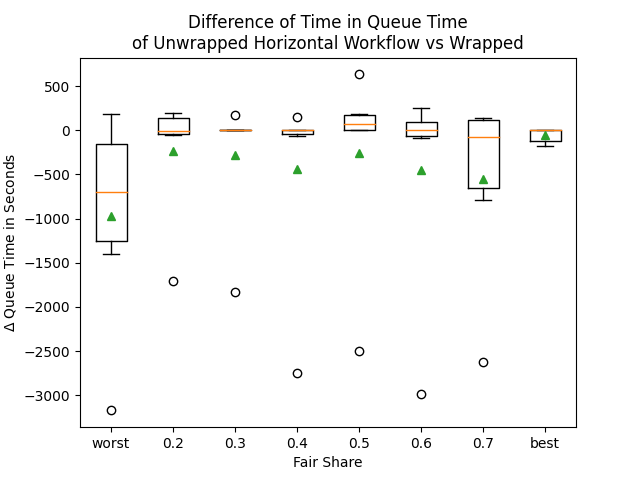 Difference of Time in Queue Time
of Unwrapped Horizontal Workflow vs Wrapped
Δ Queue Time in Seconds
500
0
−500
−1000
−1500
−2000
−2500
−3000
worst 0.2 0.3 0.4 0.5 0.6 0.7 best
Fair Share